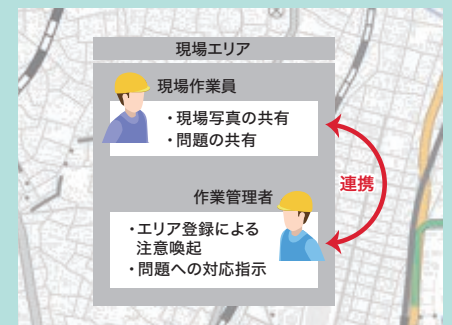 現場エリア
現場作業員
・現場写真の共有
・問題の共有
連携
作業管理者
・エリア登録による
注意喚起
・問題への対応指示